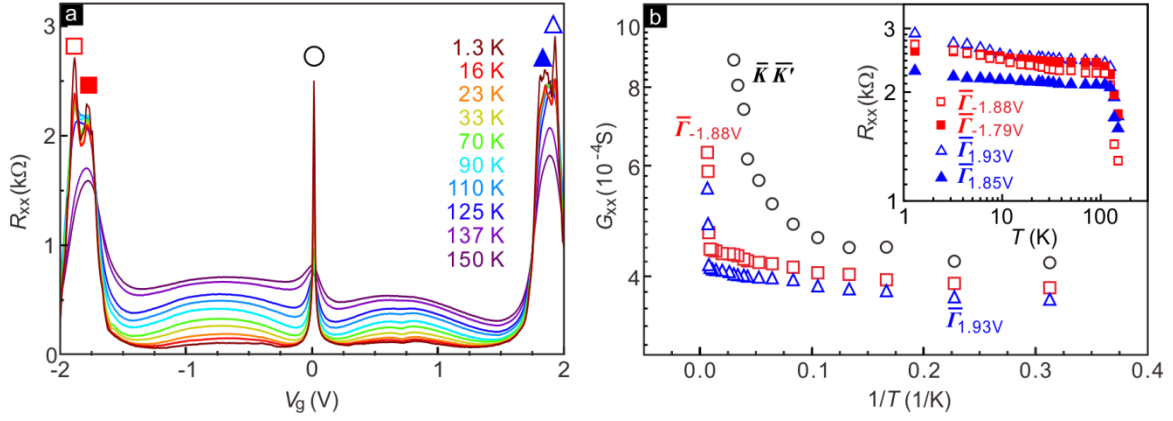 a
3
2
1
0
Rxx(kΩ)
-2
-1
0
1
2
Vg (V)
1.3 K
16 K
23 K
33 K
70 K
90 K
110 K
125 K
137 K
150 K
b
10
8
6
4
Gxx(10⁻⁴S)
0.0
0.1
0.2
0.3
0.4
1/T (1/K)
K̅ K̅'
Γ̅-1.88V
Γ̅1.93V
3
2
1
Rxx(kΩ)
1
10
100
T (K)
Γ̅-1.88V
Γ̅-1.79V
Γ̅1.93V
Γ̅1.85V